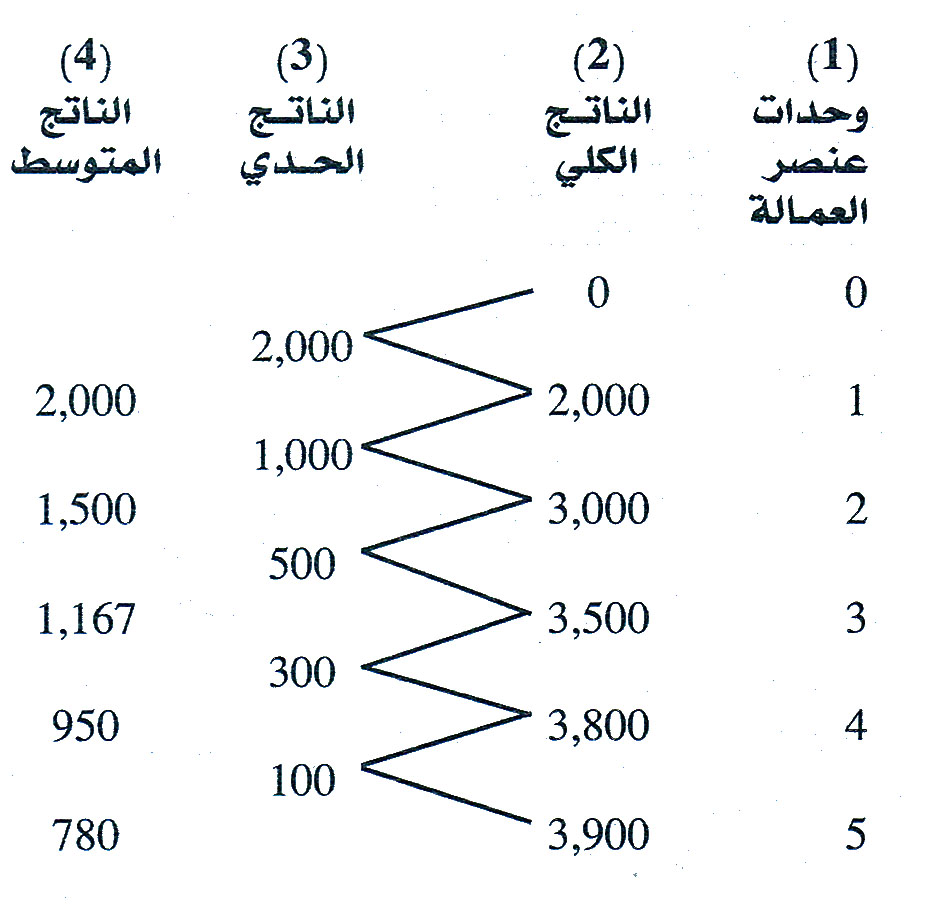 (1) (2) (3) (4)
وحدات الناتج الناتج الناتج
عنصر الكلي الحدي المتوسط
العمالة
0 0
2,000
1 2,000 2,000
1,000
2 3,000 1,500
500
3 3,500 1,167
300
4 3,800 950
100
5 3,900 780